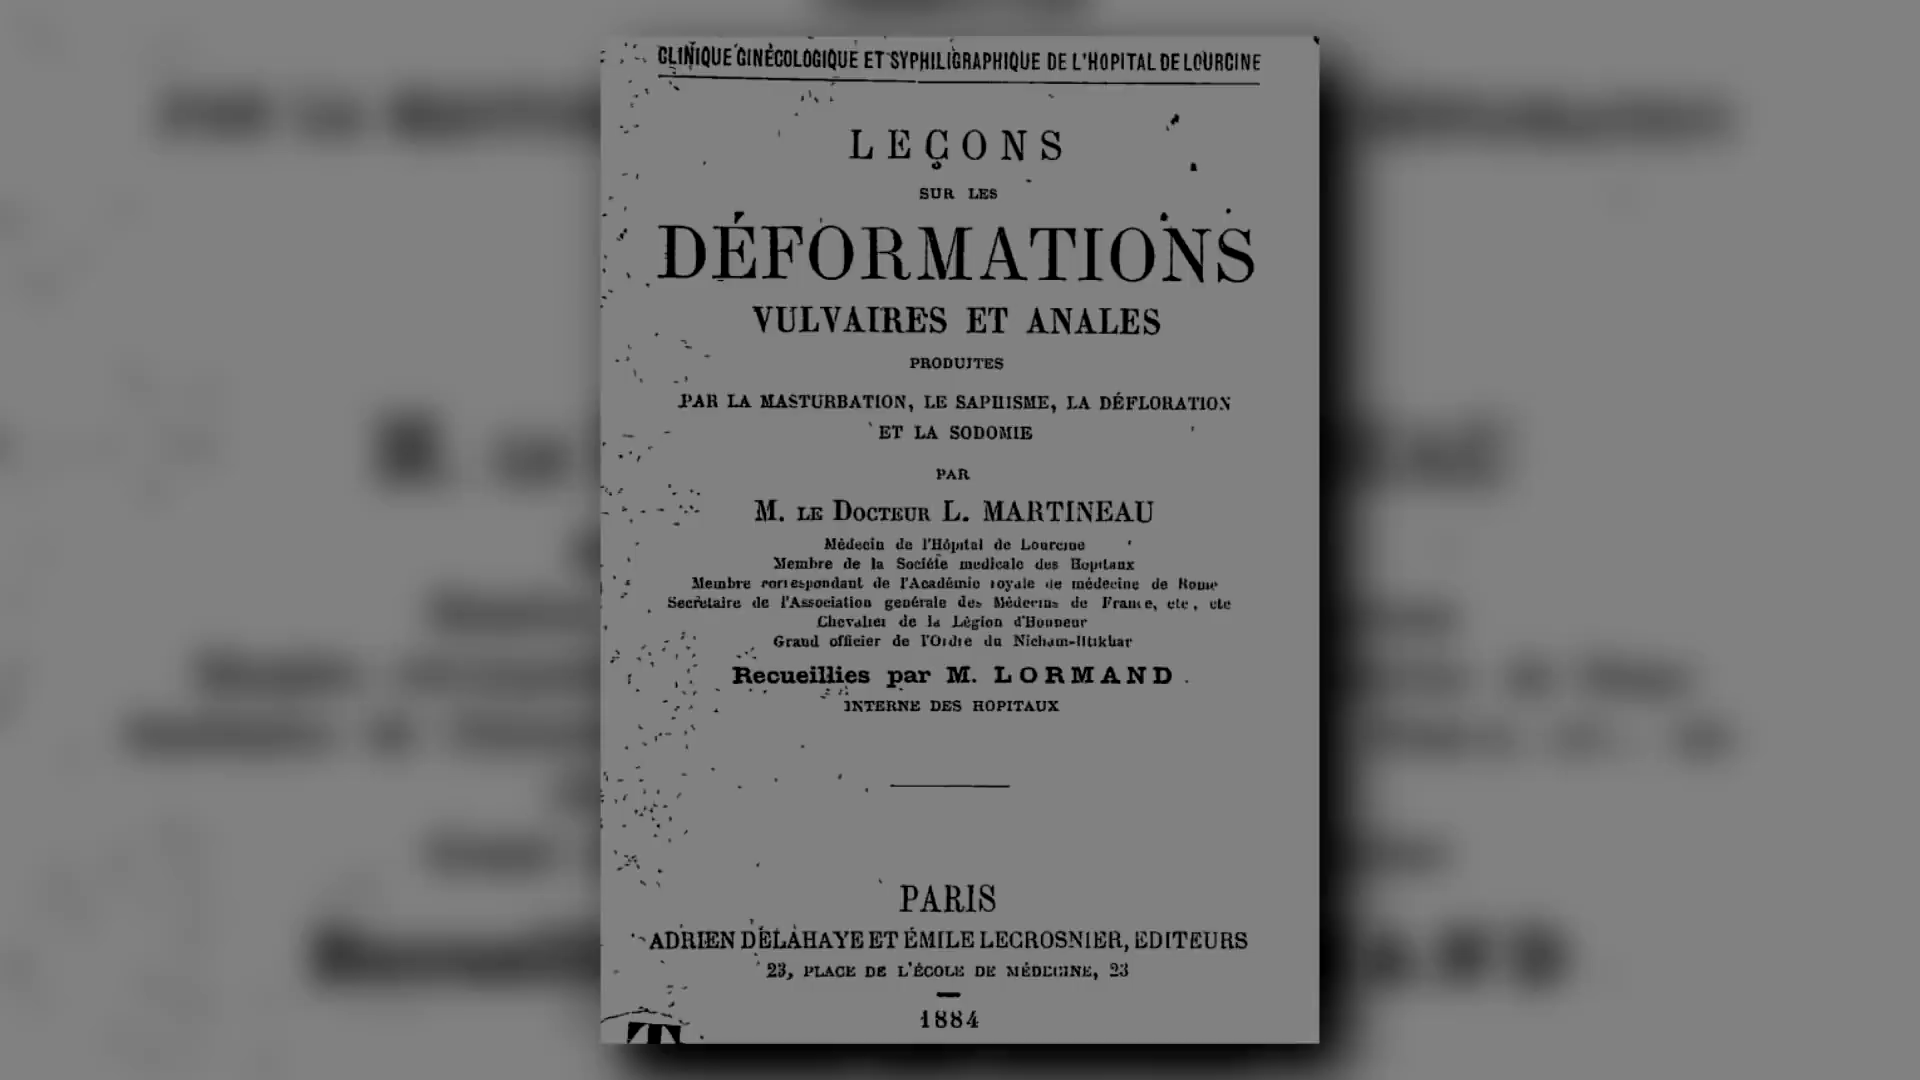 CLINIQUE GINÉCOLOGIQUE ET SYPHILIGRAPHIQUE DE L'HOPITAL DE LOURCINE
LEÇONS
SUR LES
DÉFORMATIONS
VULVAIRES ET ANALES
PRODUITES
PAR LA MASTURBATION, LE SAPHISME, LA DÉFLORATION
ET LA SODOMIE
PAR
M. LE DOCTEUR L. MARTINEAU
Médecin de l'Hôpital de Lourcine
Membre de la Société medicale des Hopitaux
Membre correspondant de l'Académie royale de médecine de Rome
Secrétaire de l'Association genérale des Médecins de France, etc, etc
Chevalier de la Légion d'Honneur
Grand officier de l'Ordre du Nicham-Iftikhar
Recueillies par M. LORMAND
INTERNE DES HOPITAUX
PARIS
ADRIEN DELAHAYE ET ÉMILE LECROSNIER, EDITEURS
23, PLACE DE L'ÉCOLE DE MÉDECINE, 23
1884